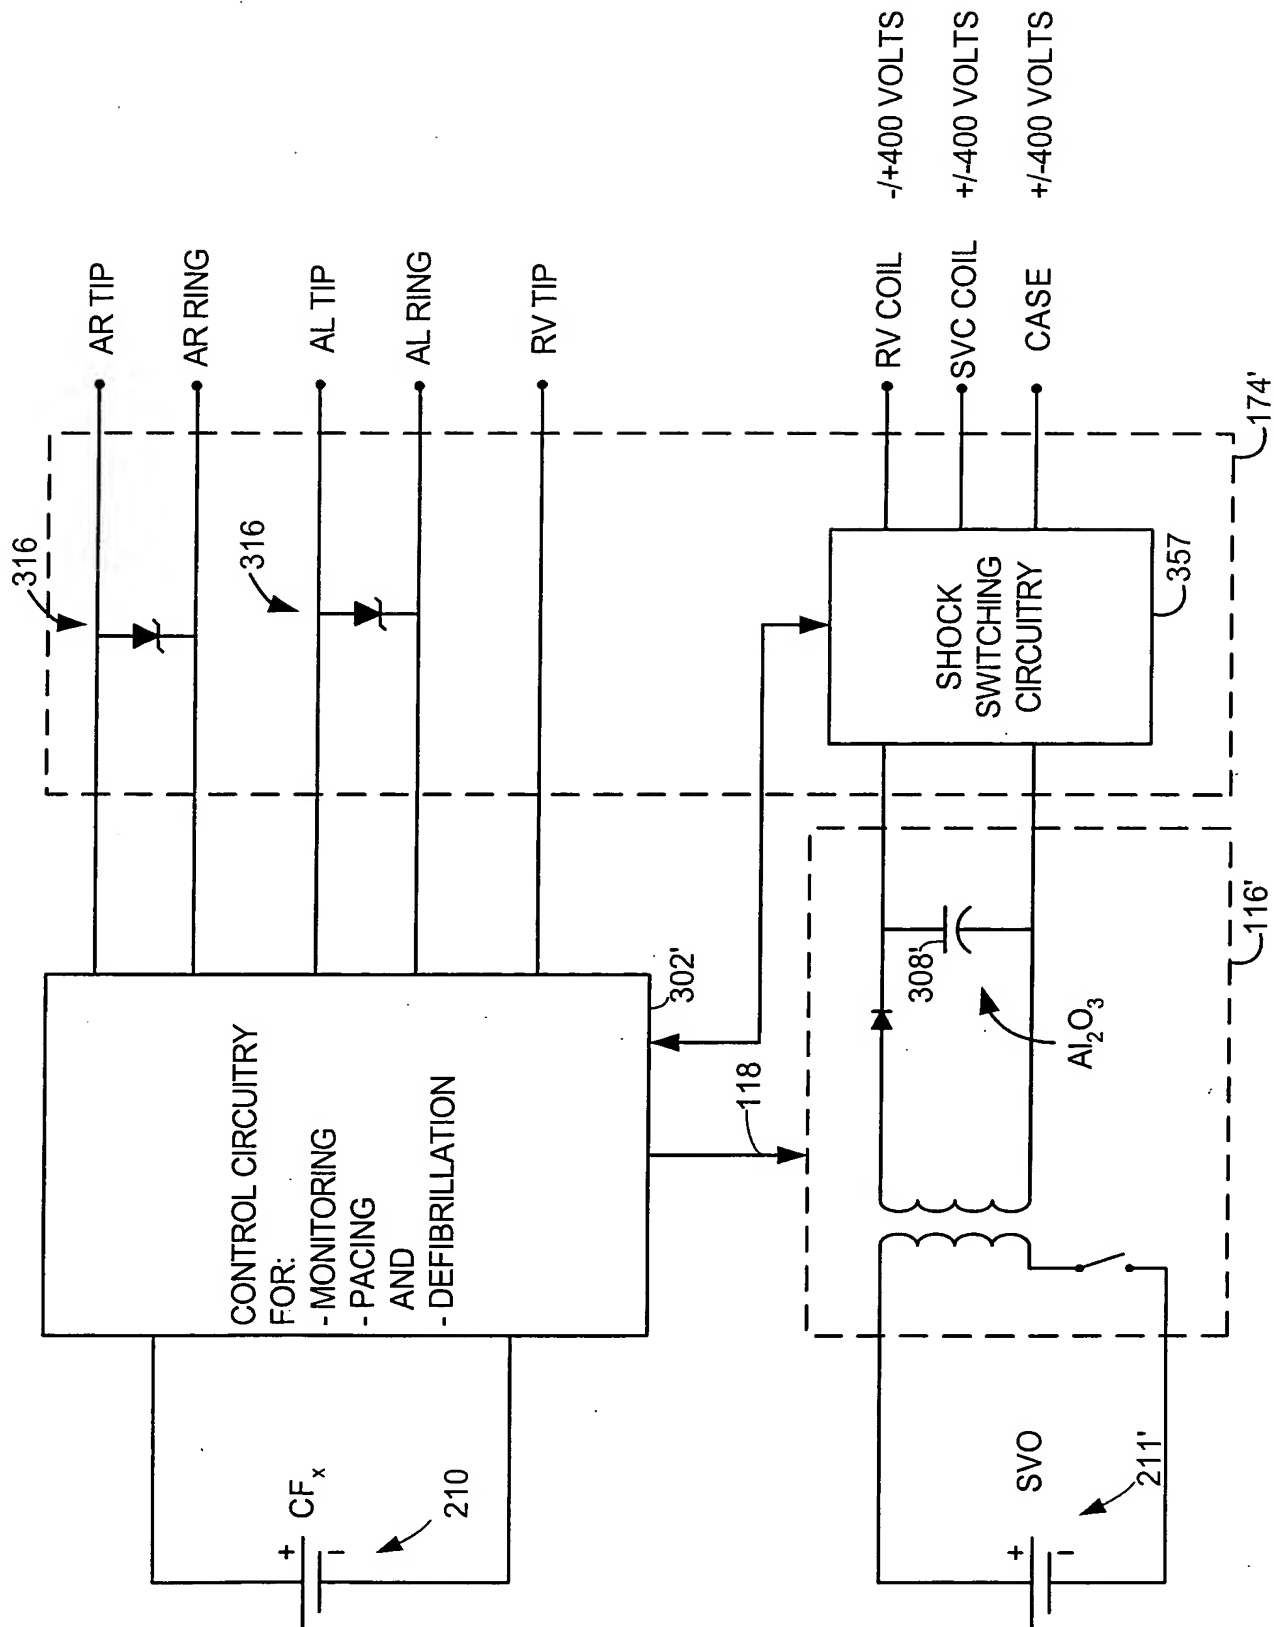 AR TIP
AR RING
AL TIP
AL RING
RV TIP
RV COIL -/+400 VOLTS
SVC COIL +/-400 VOLTS
CASE +/-400 VOLTS
316
316
174'
SHOCK
SWITCHING
CIRCUITRY
357
302'
118
308'
Al₂O₃
116'
CONTROL CIRCUITRY
FOR:
- MONITORING
- PACING
AND
- DEFIBRILLATION
+
CFₓ
–
210
+
SVO
–
211'